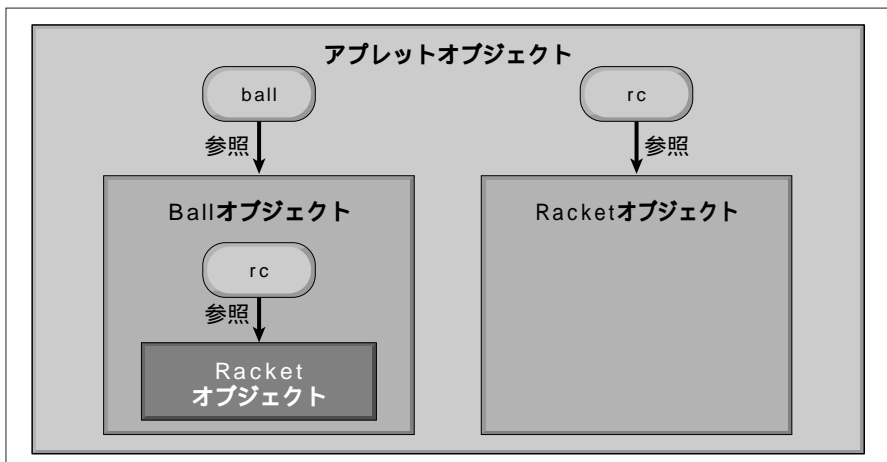 アプレットオブジェクト
ball
rc
参照
参照
Ballオブジェクト
Racketオブジェクト
rc
参照
Racket
オブジェクト